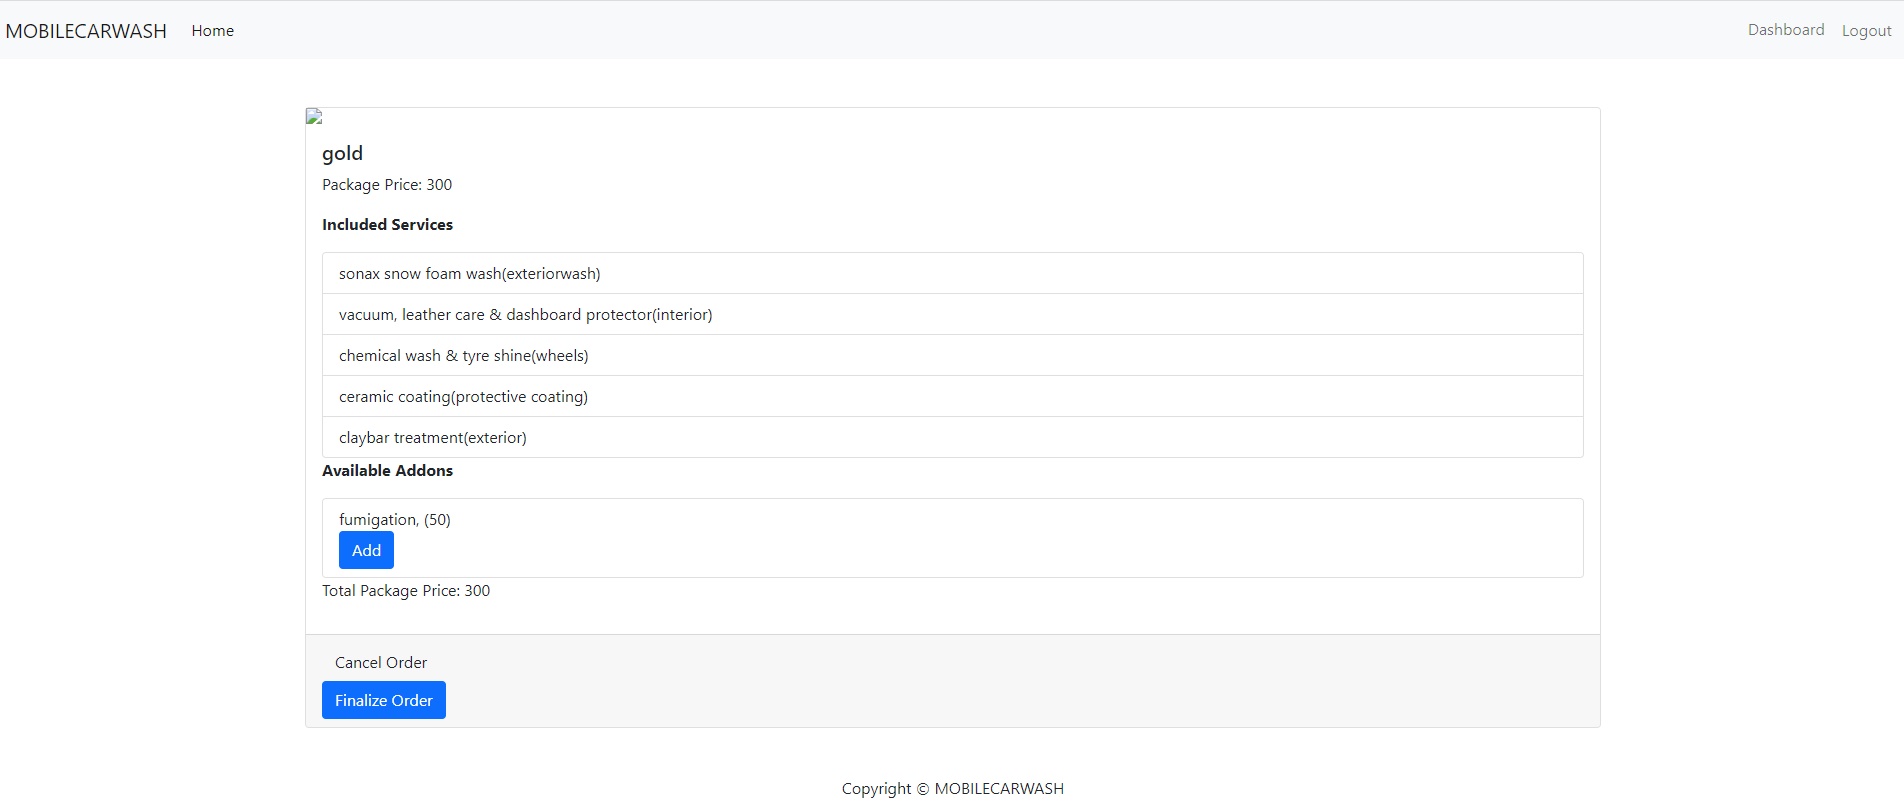 MOBILECARWASH Home Dashboard Logout
gold
Package Price: 300
Included Services
sonax snow foam wash(exteriorwash)
vacuum, leather care & dashboard protector(interior)
chemical wash & tyre shine(wheels)
ceramic coating(protective coating)
claybar treatment(exterior)
Available Addons
fumigation, (50)
Add
Total Package Price: 300
Cancel Order
Finalize Order
Copyright © MOBILECARWASH